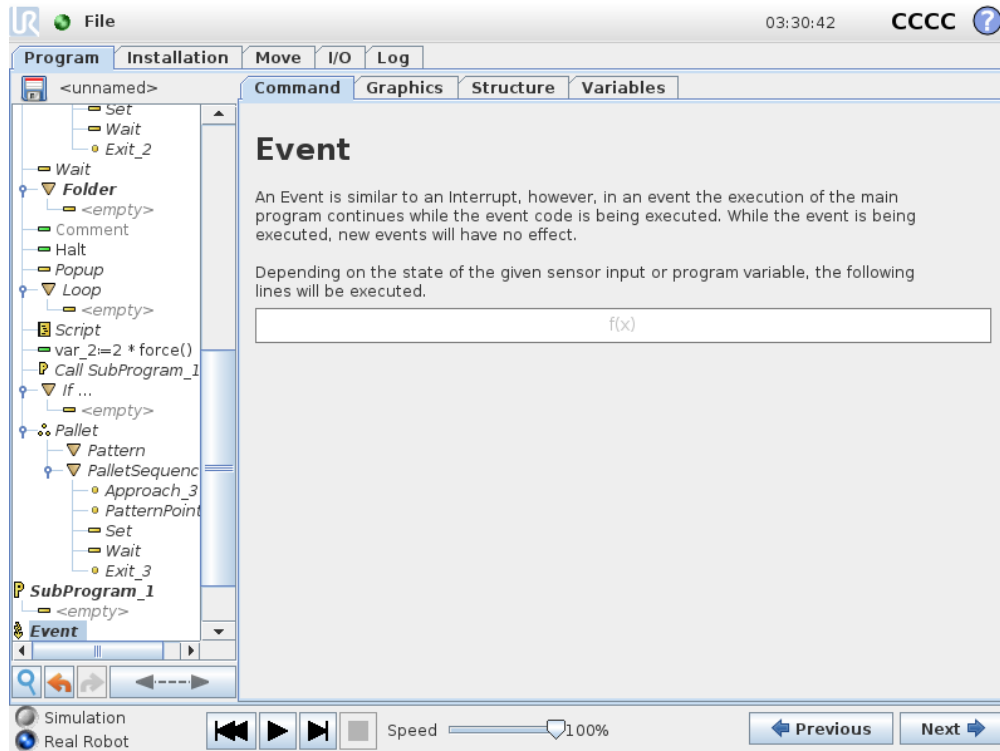 UR File 03:30:42 CCCC ?
Program Installation Move I/O Log
<unnamed>
Command Graphics Structure Variables
Set
Wait
Exit_2
Wait
Folder
<empty>
Comment
Halt
Popup
Loop
<empty>
Script
var_2:=2 * force()
Call SubProgram_1
If ...
<empty>
Pallet
Pattern
PalletSequenc
Approach_3
PatternPoint
Set
Wait
Exit_3
SubProgram_1
<empty>
Event
Event
An Event is similar to an Interrupt, however, in an event the execution of the main
program continues while the event code is being executed. While the event is being
executed, new events will have no effect.
Depending on the state of the given sensor input or program variable, the following
lines will be executed.
f(x)
Simulation
Real Robot
Speed 100%
Previous Next